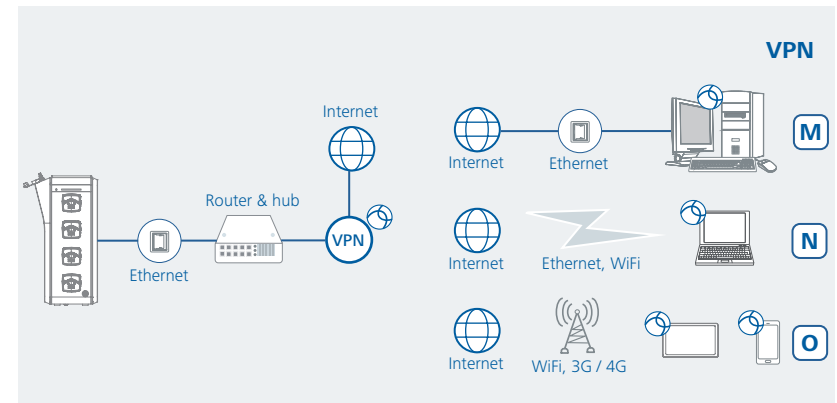 VPN
Internet
Router & hub
VPN
Ethernet
Internet
Ethernet
M
Internet
Ethernet, WiFi
N
Internet
WiFi, 3G / 4G
O